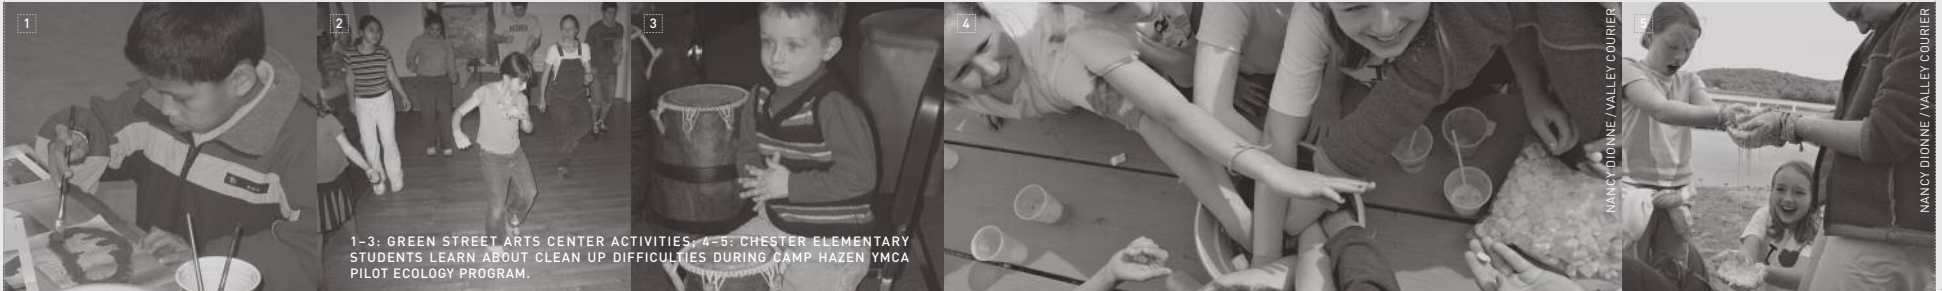 1
2
3
4
5
1–3: GREEN STREET ARTS CENTER ACTIVITIES; 4–5: CHESTER ELEMENTARY
STUDENTS LEARN ABOUT CLEAN UP DIFFICULTIES DURING CAMP HAZEN YMCA
PILOT ECOLOGY PROGRAM.
NANCY DIONNE / VALLEY COURIER
NANCY DIONNE / VALLEY COURIER